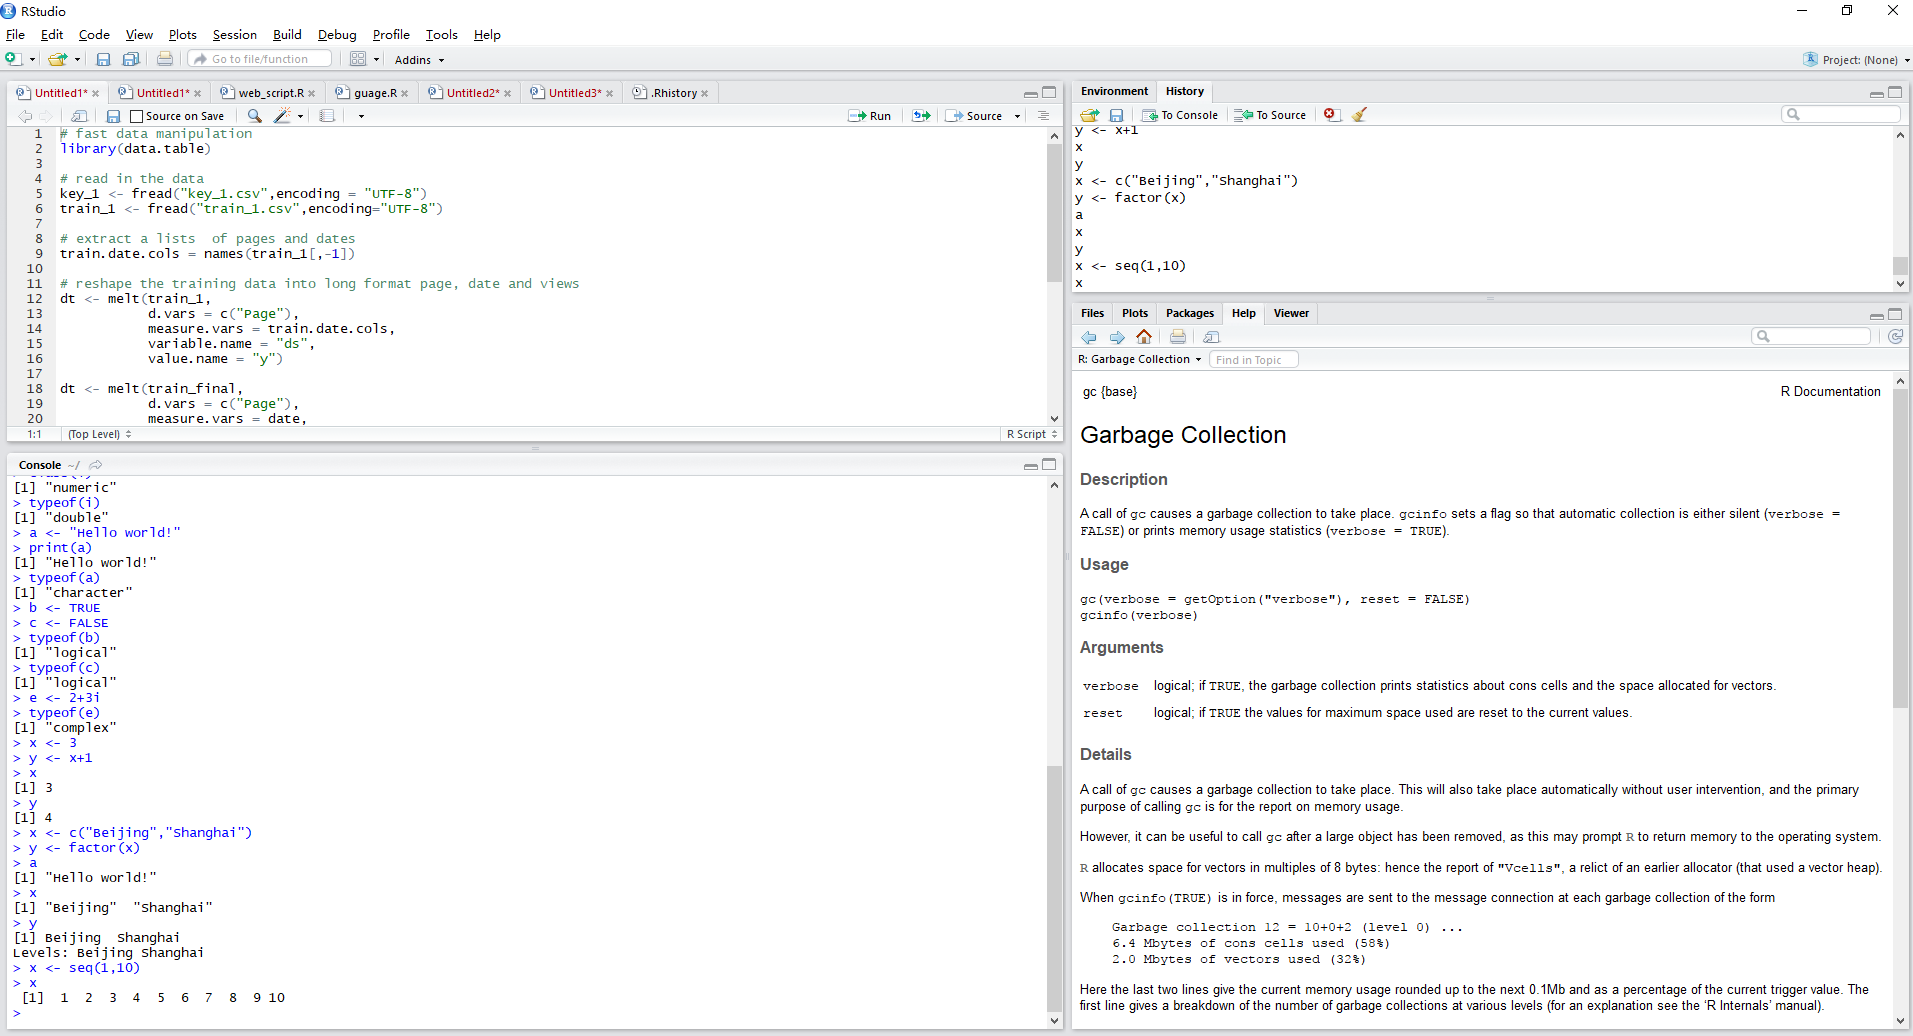 RStudio
File Edit Code View Plots Session Build Debug Profile Tools Help
Go to file/function Addins Project: (None)
Untitled1* Untitled1* web_script.R guage.R Untitled2* Untitled3* .Rhistory
Source on Save Run Source
1 # fast data manipulation
2 library(data.table)
3
4 # read in the data
5 key_1 <- fread("key_1.csv",encoding = "UTF-8")
6 train_1 <- fread("train_1.csv",encoding="UTF-8")
7
8 # extract a lists  of pages and dates
9 train.date.cols = names(train_1[,-1])
10
11 # reshape the training data into long format page, date and views
12 dt <- melt(train_1,
13 d.vars = c("Page"),
14 measure.vars = train.date.cols,
15 variable.name = "ds",
16 value.name = "y")
17
18 dt <- melt(train_final,
19 d.vars = c("Page"),
20 measure.vars = date,
1:1 (Top Level) R Script
Console ~/
[1] "numeric"
> typeof(i)
[1] "double"
> a <- "Hello world!"
> print(a)
[1] "Hello world!"
> typeof(a)
[1] "character"
> b <- TRUE
> c <- FALSE
> typeof(b)
[1] "logical"
> typeof(c)
[1] "logical"
> e <- 2+3i
> typeof(e)
[1] "complex"
> x <- 3
> y <- x+1
> x
[1] 3
> y
[1] 4
> x <- c("Beijing","Shanghai")
> y <- factor(x)
> a
[1] "Hello world!"
> x
[1] "Beijing"  "Shanghai"
> y
[1] Beijing  Shanghai
Levels: Beijing Shanghai
> x <- seq(1,10)
> x
[1] 1 2 3 4 5 6 7 8 9 10
>
Environment History
To Console To Source
y <- x+1
x
y
x <- c("Beijing","Shanghai")
y <- factor(x)
a
x
y
x <- seq(1,10)
x
Files Plots Packages Help Viewer
R: Garbage Collection Find in Topic
gc {base} R Documentation
Garbage Collection
Description
A call of gc causes a garbage collection to take place. gcinfo sets a flag so that automatic collection is either silent (verbose =
FALSE) or prints memory usage statistics (verbose = TRUE).
Usage
gc(verbose = getOption("verbose"), reset = FALSE)
gcinfo(verbose)
Arguments
verbose logical; if TRUE, the garbage collection prints statistics about cons cells and the space allocated for vectors.
reset logical; if TRUE the values for maximum space used are reset to the current values.
Details
A call of gc causes a garbage collection to take place. This will also take place automatically without user intervention, and the primary
purpose of calling gc is for the report on memory usage.
However, it can be useful to call gc after a large object has been removed, as this may prompt R to return memory to the operating system.
R allocates space for vectors in multiples of 8 bytes: hence the report of "Vcells", a relict of an earlier allocator (that used a vector heap).
When gcinfo(TRUE) is in force, messages are sent to the message connection at each garbage collection of the form
Garbage collection 12 = 10+0+2 (level 0) ...
6.4 Mbytes of cons cells used (58%)
2.0 Mbytes of vectors used (32%)
Here the last two lines give the current memory usage rounded up to the next 0.1Mb and as a percentage of the current trigger value. The
first line gives a breakdown of the number of garbage collections at various levels (for an explanation see the ‘R Internals’ manual).